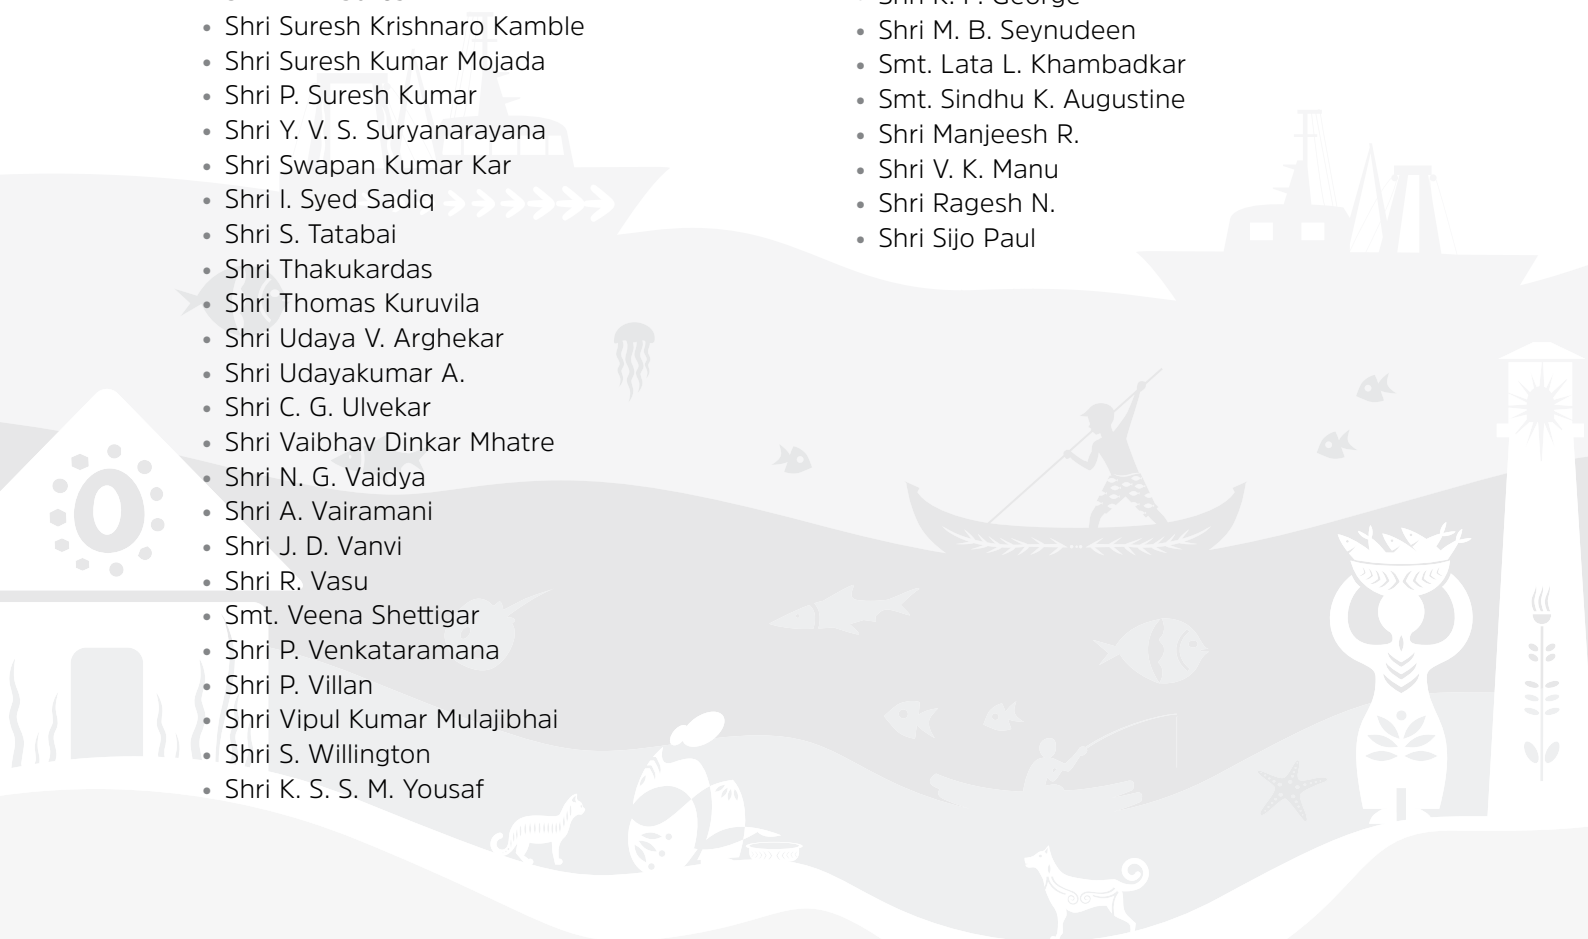 • Shri Suresh Krishnaro Kamble
• Shri Suresh Kumar Mojada
• Shri P. Suresh Kumar
• Shri Y. V. S. Suryanarayana
• Shri Swapan Kumar Kar
• Shri I. Syed Sadiq
• Shri S. Tatabai
• Shri Thakukardas
• Shri Thomas Kuruvila
• Shri Udaya V. Arghekar
• Shri Udayakumar A.
• Shri C. G. Ulvekar
• Shri Vaibhav Dinkar Mhatre
• Shri N. G. Vaidya
• Shri A. Vairamani
• Shri J. D. Vanvi
• Shri R. Vasu
• Smt. Veena Shettigar
• Shri P. Venkataramana
• Shri P. Villan
• Shri Vipul Kumar Mulajibhai
• Shri S. Willington
• Shri K. S. S. M. Yousaf
• Shri M. B. Seynudeen
• Smt. Lata L. Khambadkar
• Smt. Sindhu K. Augustine
• Shri Manjeesh R.
• Shri V. K. Manu
• Shri Ragesh N.
• Shri Sijo Paul